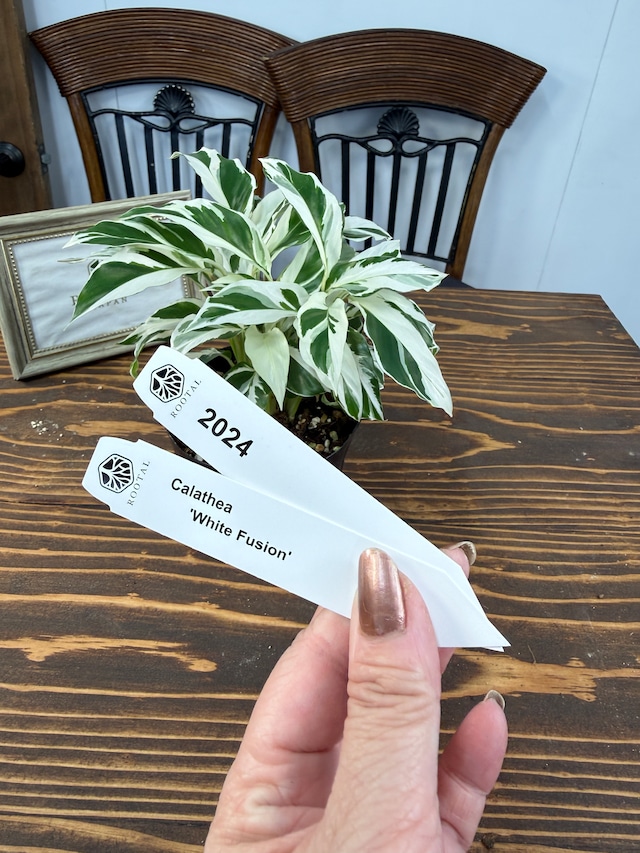 ROOTAL
2024
ROOTAL
Calathea
'White Fusion'